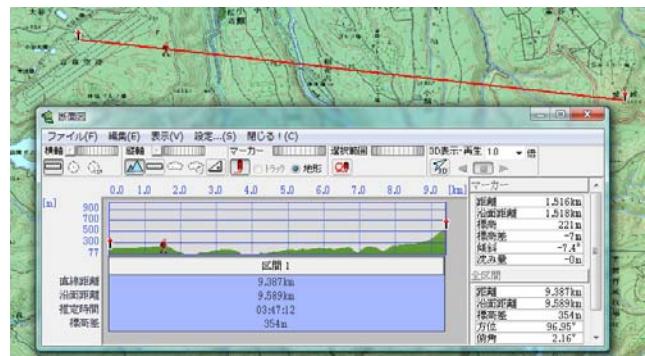 断面図
ファイル(F) 編集(E) 表示(V) 設定...(S) 閉じる!(C)
横軸 縦軸 マーカー 選択範囲 3D表示・再生 1.0 倍
トラック 地形 3D
[m] 0.0 1.0 2.0 3.0 4.0 5.0 6.0 7.0 8.0 9.0 [km]
900
700
500
300
77
区間 1
直線距離 9.387km
沿面距離 9.589km
推定時間 03:47:12
標高差 354m
マーカー
距離 1.516km
沿面距離 1.518km
標高 221m
標高差 -7m
傾斜 -7.4°
沈み量 -0m
全区間
距離 9.387km
沿面距離 9.589km
標高差 354m
方位 96.95°
仰角 2.16°